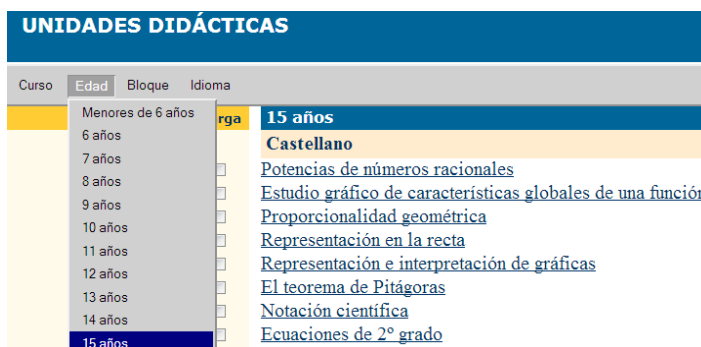 UNIDADES DIDÁCTICAS
Curso Edad Bloque Idioma
Menores de 6 años
6 años
7 años
8 años
9 años
10 años
11 años
12 años
13 años
14 años
15 años
rga
15 años
Castellano
Potencias de números racionales
Estudio gráfico de características globales de una función
Proporcionalidad geométrica
Representación en la recta
Representación e interpretación de gráficas
El teorema de Pitágoras
Notación científica
Ecuaciones de 2º grado